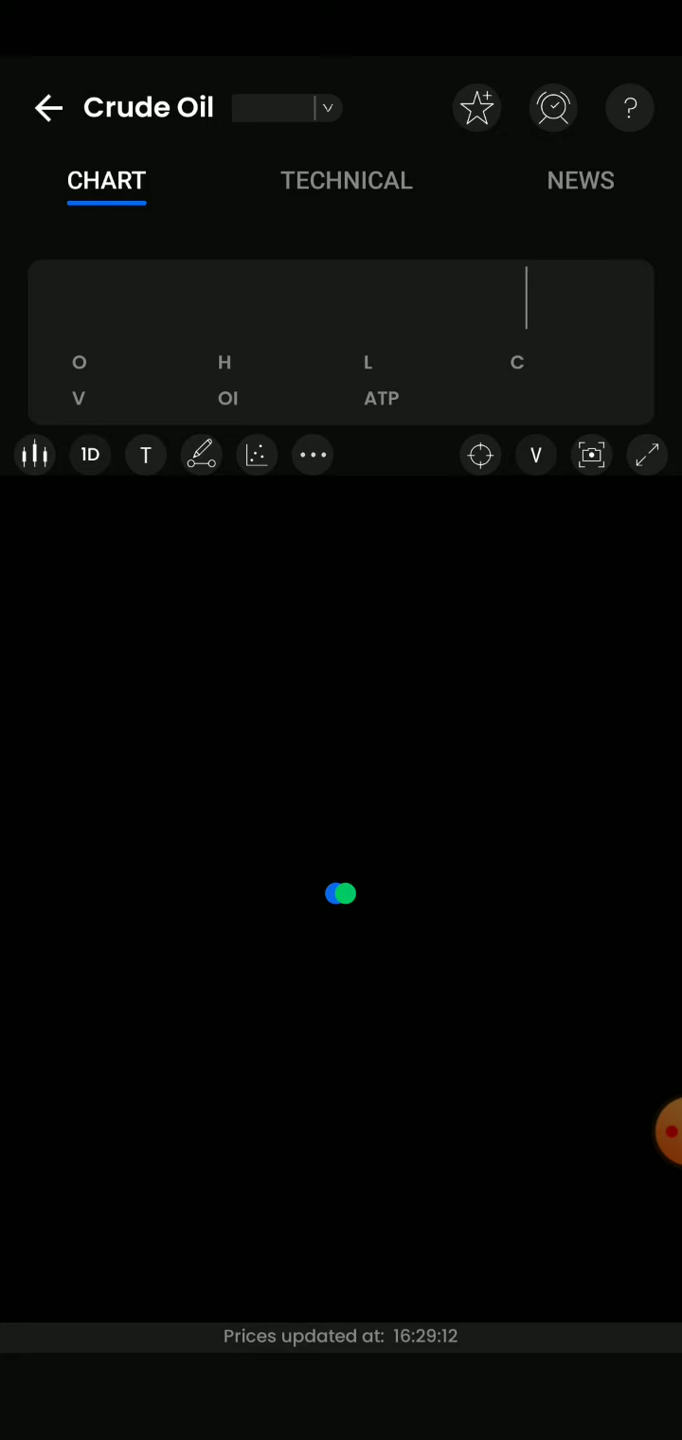 Crude Oil
CHART TECHNICAL NEWS
O H L C
V OI ATP
1D T V
Prices updated at: 16:29:12